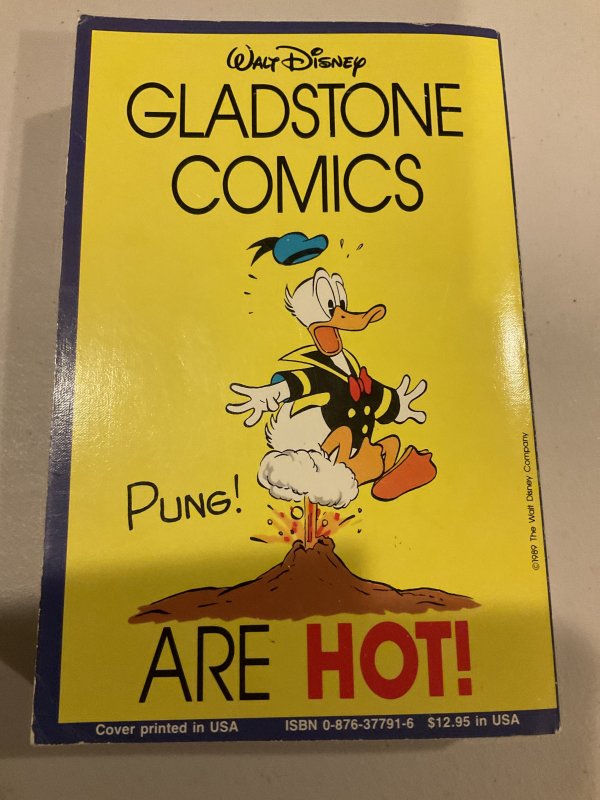 Walt Disney
GLADSTONE
COMICS
PUNG!
©1989 The Walt Disney Company
ARE HOT!
Cover printed in USA ISBN 0-876-37791-6 $12.95 in USA